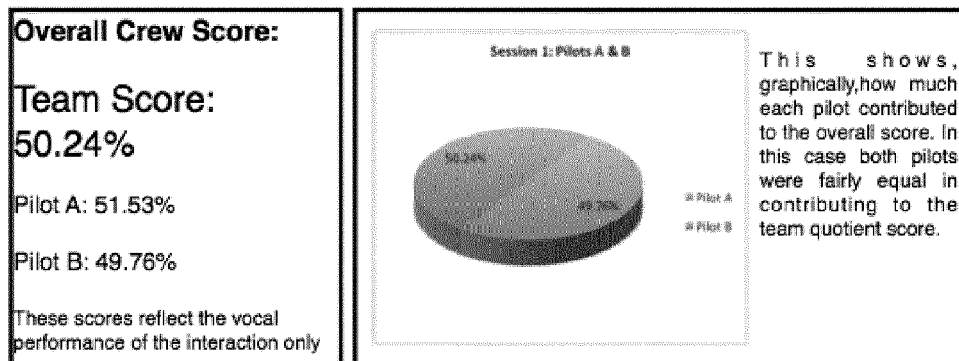 Overall Crew Score:
Team Score:
50.24%
Pilot A: 51.53%
Pilot B: 49.76%
These scores reflect the vocal
performance of the interaction only
Session 1: Pilots A & B
50.24%
49.76%
Pilot A
Pilot B
This shows,
graphically,how much
each pilot contributed
to the overall score. In
this case both pilots
were fairly equal in
contributing to the
team quotient score.